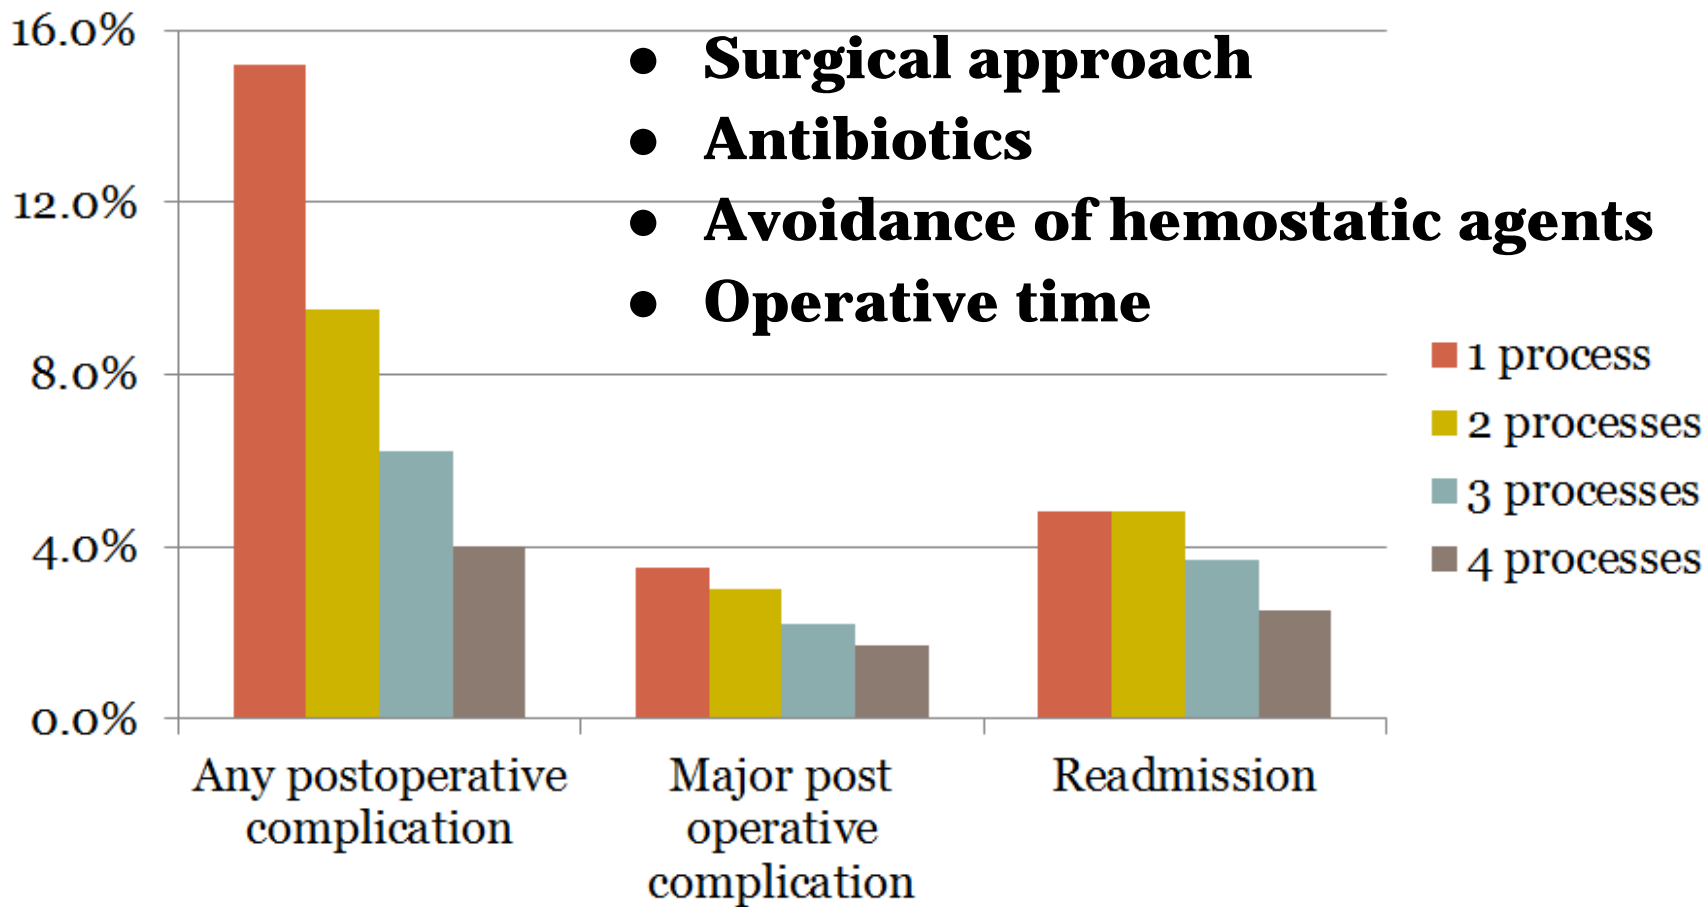 16.0%
12.0%
8.0%
4.0%
0.0%
● Surgical approach
● Antibiotics
● Avoidance of hemostatic agents
● Operative time
1 process
2 processes
3 processes
4 processes
Any postoperative
complication
Major post
operative
complication
Readmission